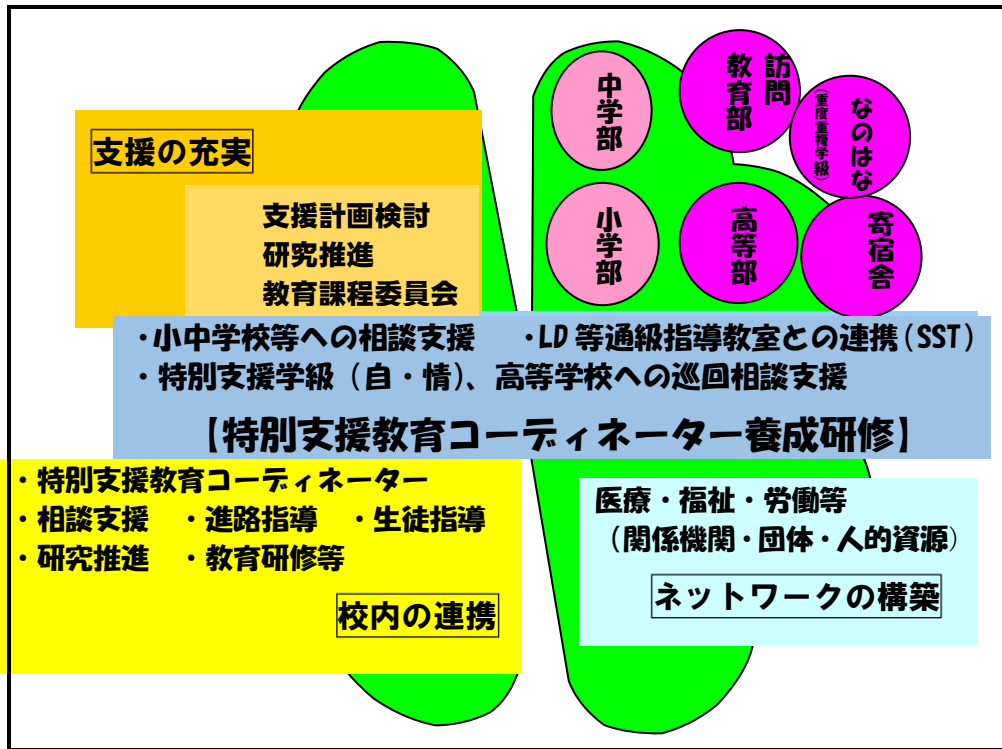 中学部
訪問
教育部
なのはな
(重度重複学級)
支援の充実
小学部
高等部
寄宿舎
支援計画検討
研究推進
教育課程委員会
・小中学校等への相談支援　・LD等通級指導教室との連携(SST)
・特別支援学級（自・情)、高等学校への巡回相談支援
【特別支援教育コーディネーター養成研修】
・特別支援教育コーディネーター
・相談支援　・進路指導　・生徒指導
・研究推進　・教育研修等
校内の連携
医療・福祉・労働等
（関係機関・団体・人的資源）
ネットワークの構築